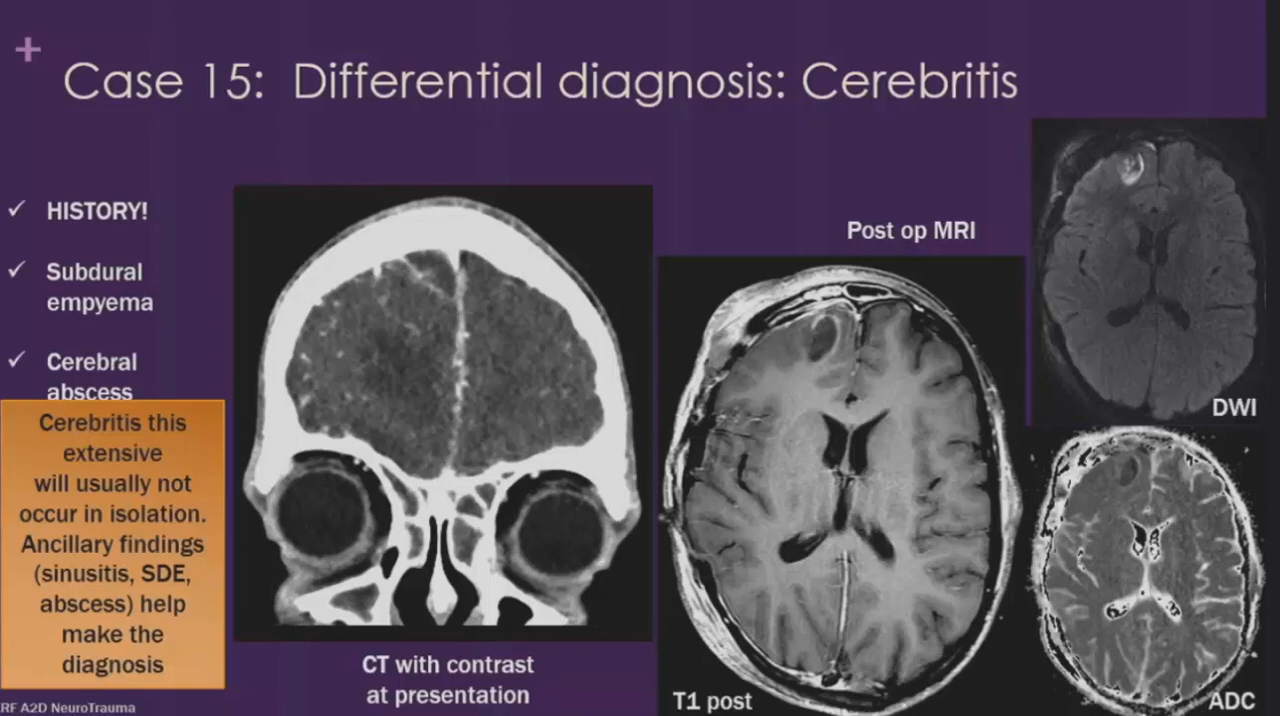 +
Case 15: Differential diagnosis: Cerebritis
✓ HISTORY!
✓ Subdural
empyema
✓ Cerebral
abscess
Cerebritis this
extensive
will usually not
occur in isolation.
Ancillary findings
(sinusitis, SDE,
abscess) help
make the
diagnosis
RF A2D NeuroTrauma
CT with contrast
at presentation
Post op MRI
T1 post
DWI
ADC